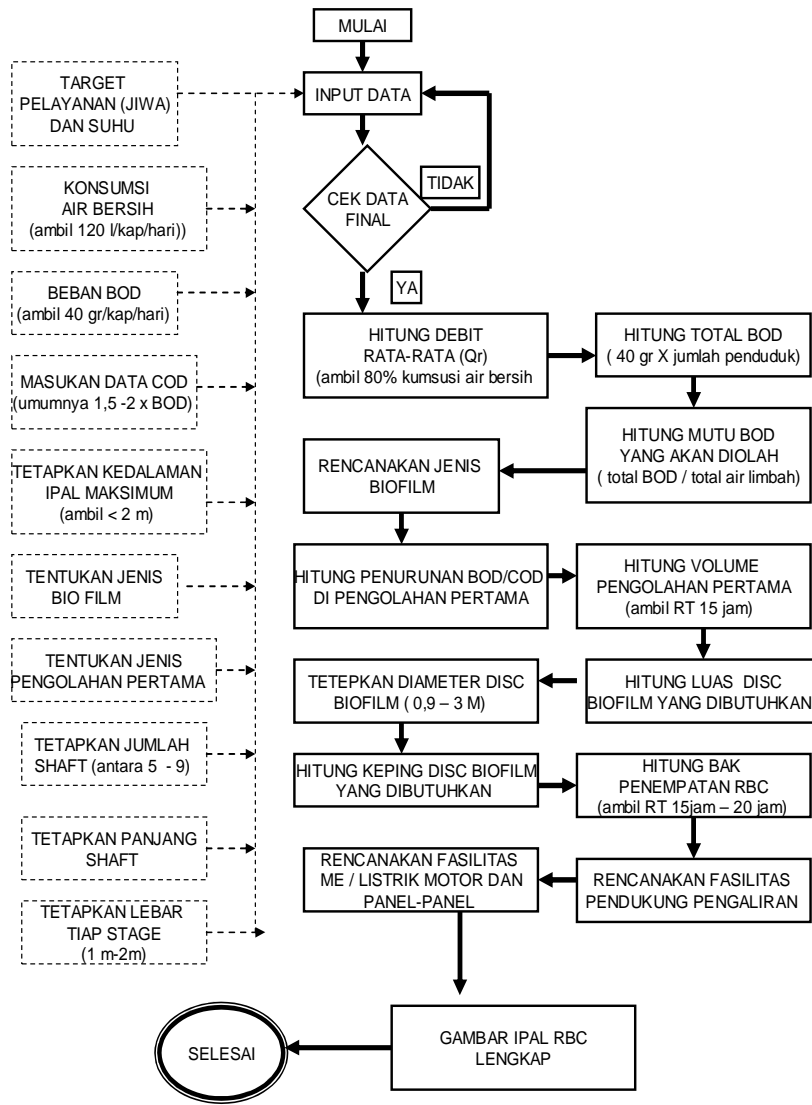 MULAI
INPUT DATA
TIDAK
CEK DATA
FINAL
YA
TARGET
PELAYANAN (JIWA)
DAN SUHU
KONSUMSI
AIR BERSIH
(ambil 120 l/kap/hari))
BEBAN BOD
(ambil 40 gr/kap/hari)
MASUKAN DATA COD
(umumnya 1,5 -2 x BOD)
TETAPKAN KEDALAMAN
IPAL MAKSIMUM
(ambil < 2 m)
TENTUKAN JENIS
BIO FILM
TENTUKAN JENIS
PENGOLAHAN PERTAMA
TETAPKAN JUMLAH
SHAFT (antara 5 - 9)
TETAPKAN PANJANG
SHAFT
TETAPKAN LEBAR
TIAP STAGE
(1 m-2m)
HITUNG DEBIT
RATA-RATA (Qr)
(ambil 80% kumsusi air bersih
HITUNG TOTAL BOD
( 40 gr X jumlah penduduk)
HITUNG MUTU BOD
YANG AKAN DIOLAH
( total BOD / total air limbah)
RENCANAKAN JENIS
BIOFILM
HITUNG PENURUNAN BOD/COD
DI PENGOLAHAN PERTAMA
HITUNG VOLUME
PENGOLAHAN PERTAMA
(ambil RT 15 jam)
HITUNG LUAS DISC
BIOFILM YANG DIBUTUHKAN
TETEPKAN DIAMETER DISC
BIOFILM ( 0,9 – 3 M)
HITUNG KEPING DISC BIOFILM
YANG DIBUTUHKAN
HITUNG BAK
PENEMPATAN RBC
(ambil RT 15jam – 20 jam)
RENCANAKAN FASILITAS
PENDUKUNG PENGALIRAN
RENCANAKAN FASILITAS
ME / LISTRIK MOTOR DAN
PANEL-PANEL
GAMBAR IPAL RBC
LENGKAP
SELESAI